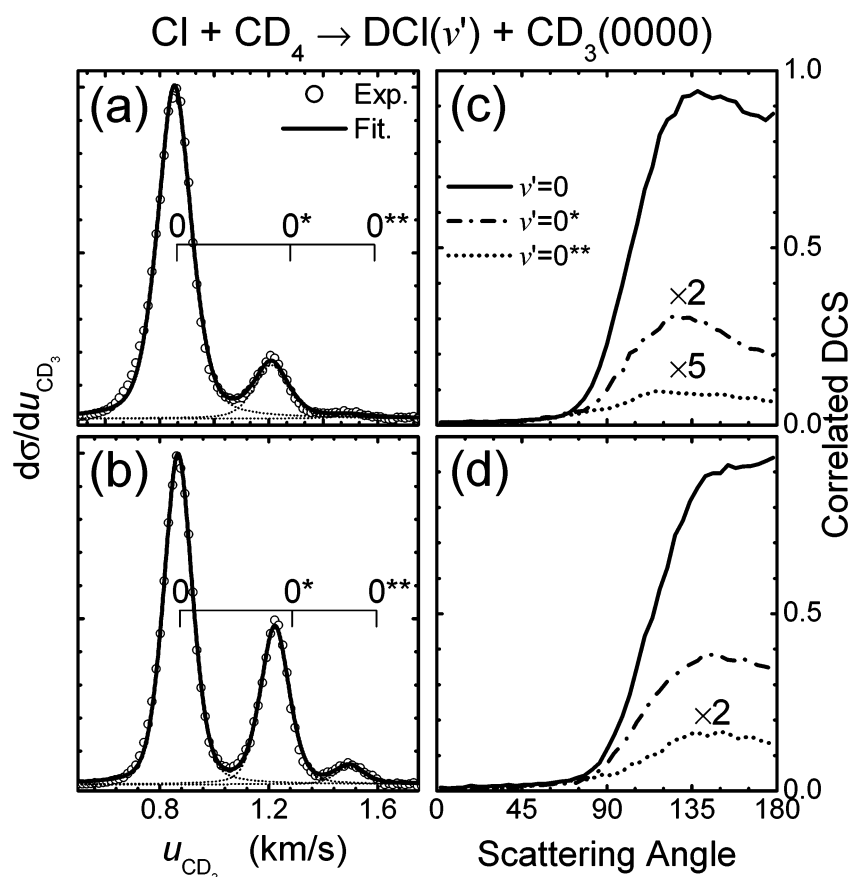 Cl + CD₄ → DCl(ν') + CD₃(0000)
(a)
Exp.
Fit.
0 0* 0**
(b)
0 0* 0**
dσ/du_CD₃
0.8 1.2 1.6
u_CD₃ (km/s)
(c)
ν'=0
ν'=0*
ν'=0**
×2
×5
1.0
0.5
0.0
(d)
×2
0.5
0.0
Correlated DCS
0 45 90 135 180
Scattering Angle